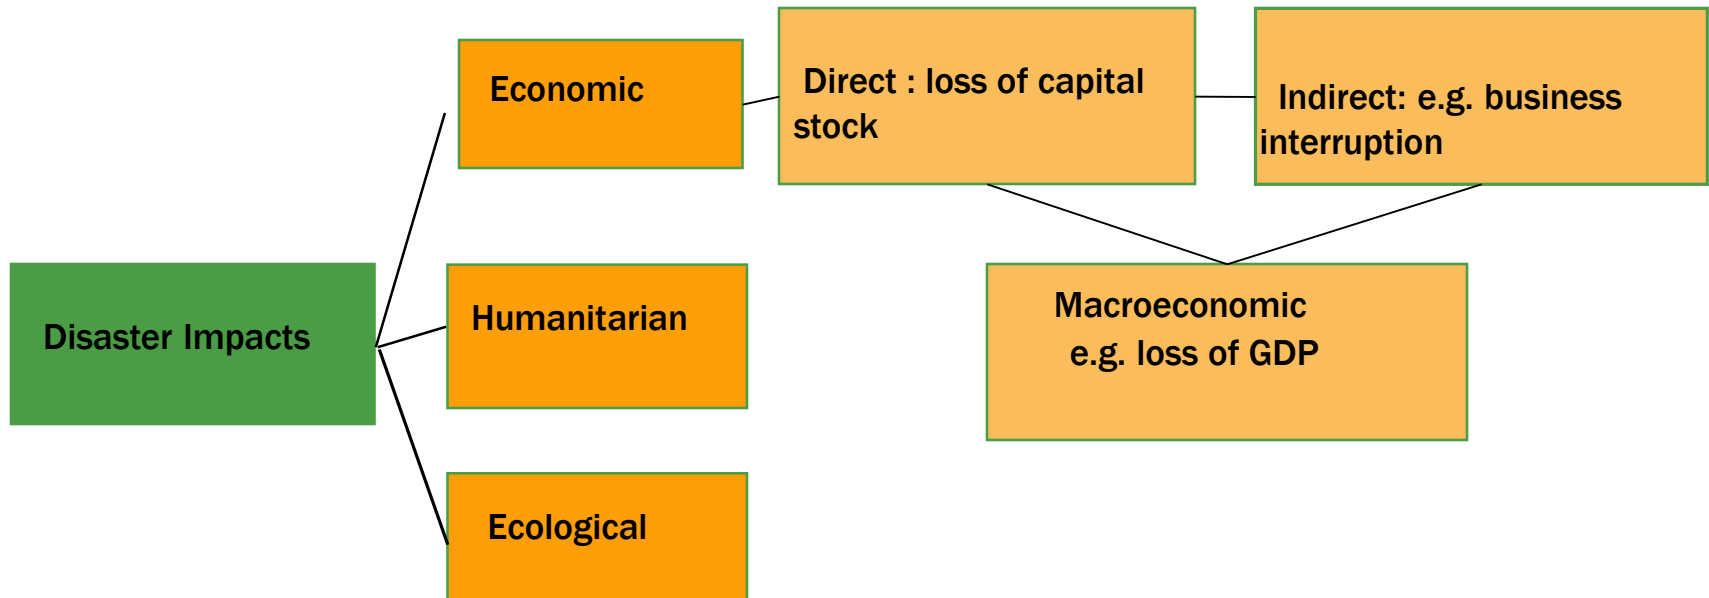 Economic
Direct : loss of capital
stock
Indirect: e.g. business
interruption
Disaster Impacts
Humanitarian
Macroeconomic
e.g. loss of GDP
Ecological